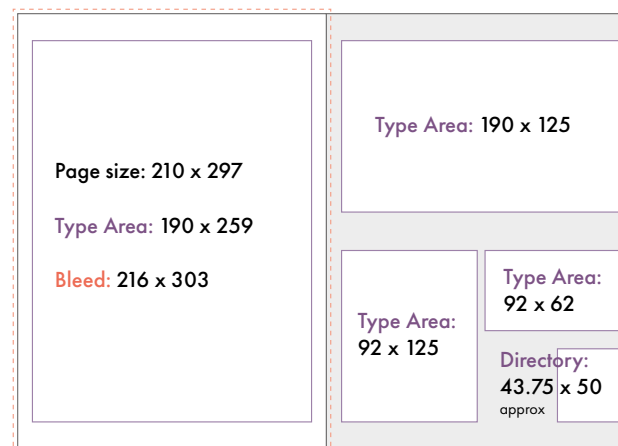 Page size: 210 x 297
Type Area: 190 x 259
Bleed: 216 x 303
Type Area: 190 x 125
Type Area:
92 x 125
Type Area:
92 x 62
Directory:
43.75 x 50
approx